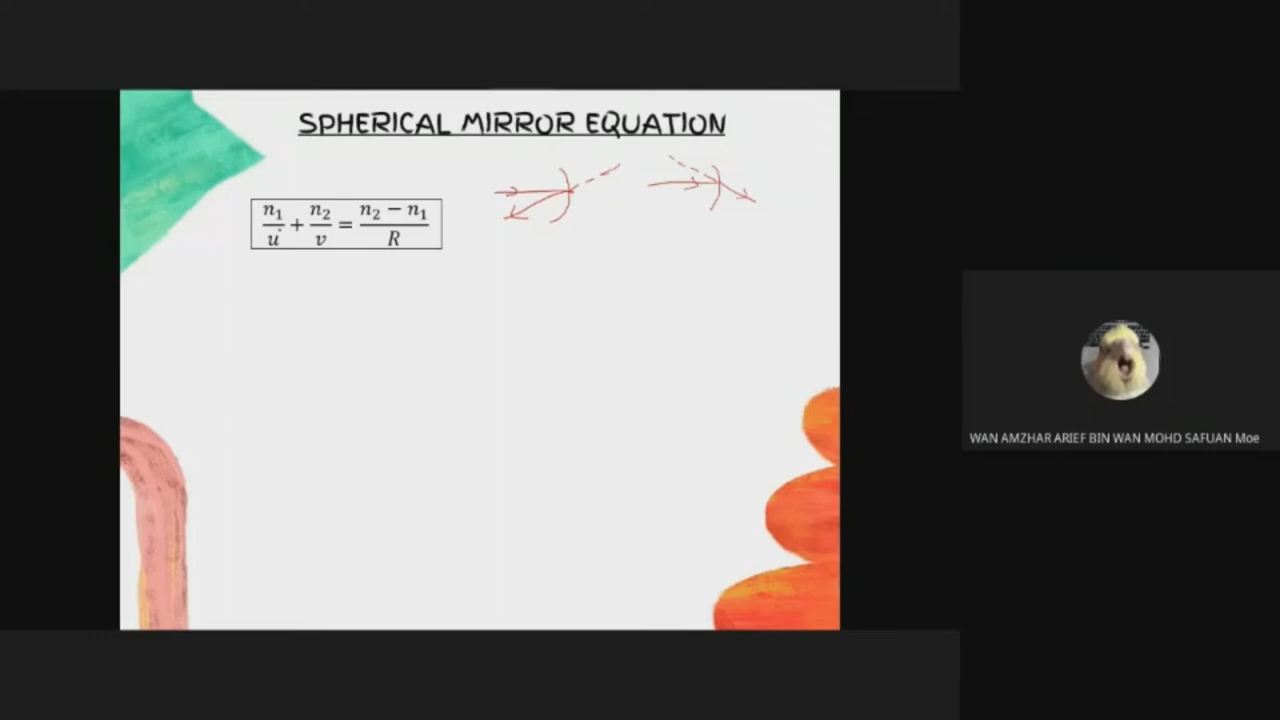 SPHERICAL MIRROR EQUATION
n₁/u + n₂/v = (n₂ − n₁)/R
WAN AMZHAR ARIEF BIN WAN MOHD SAFUAN Moe